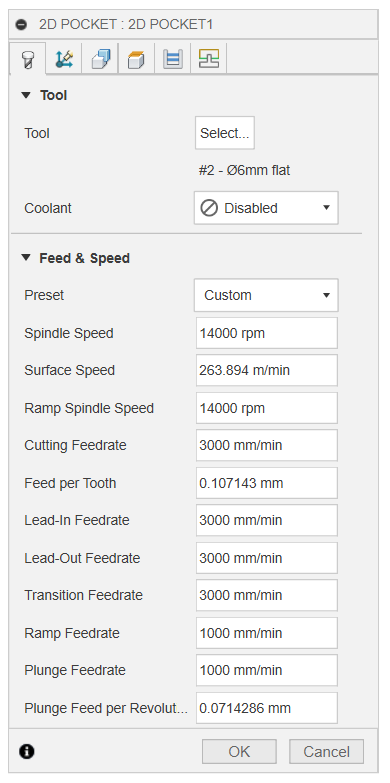 2D POCKET : 2D POCKET1
Tool
Tool Select...
#2 - Ø6mm flat
Coolant Disabled
Feed & Speed
Preset Custom
Spindle Speed 14000 rpm
Surface Speed 263.894 m/min
Ramp Spindle Speed 14000 rpm
Cutting Feedrate 3000 mm/min
Feed per Tooth 0.107143 mm
Lead-In Feedrate 3000 mm/min
Lead-Out Feedrate 3000 mm/min
Transition Feedrate 3000 mm/min
Ramp Feedrate 1000 mm/min
Plunge Feedrate 1000 mm/min
Plunge Feed per Revolut... 0.0714286 mm
OK Cancel